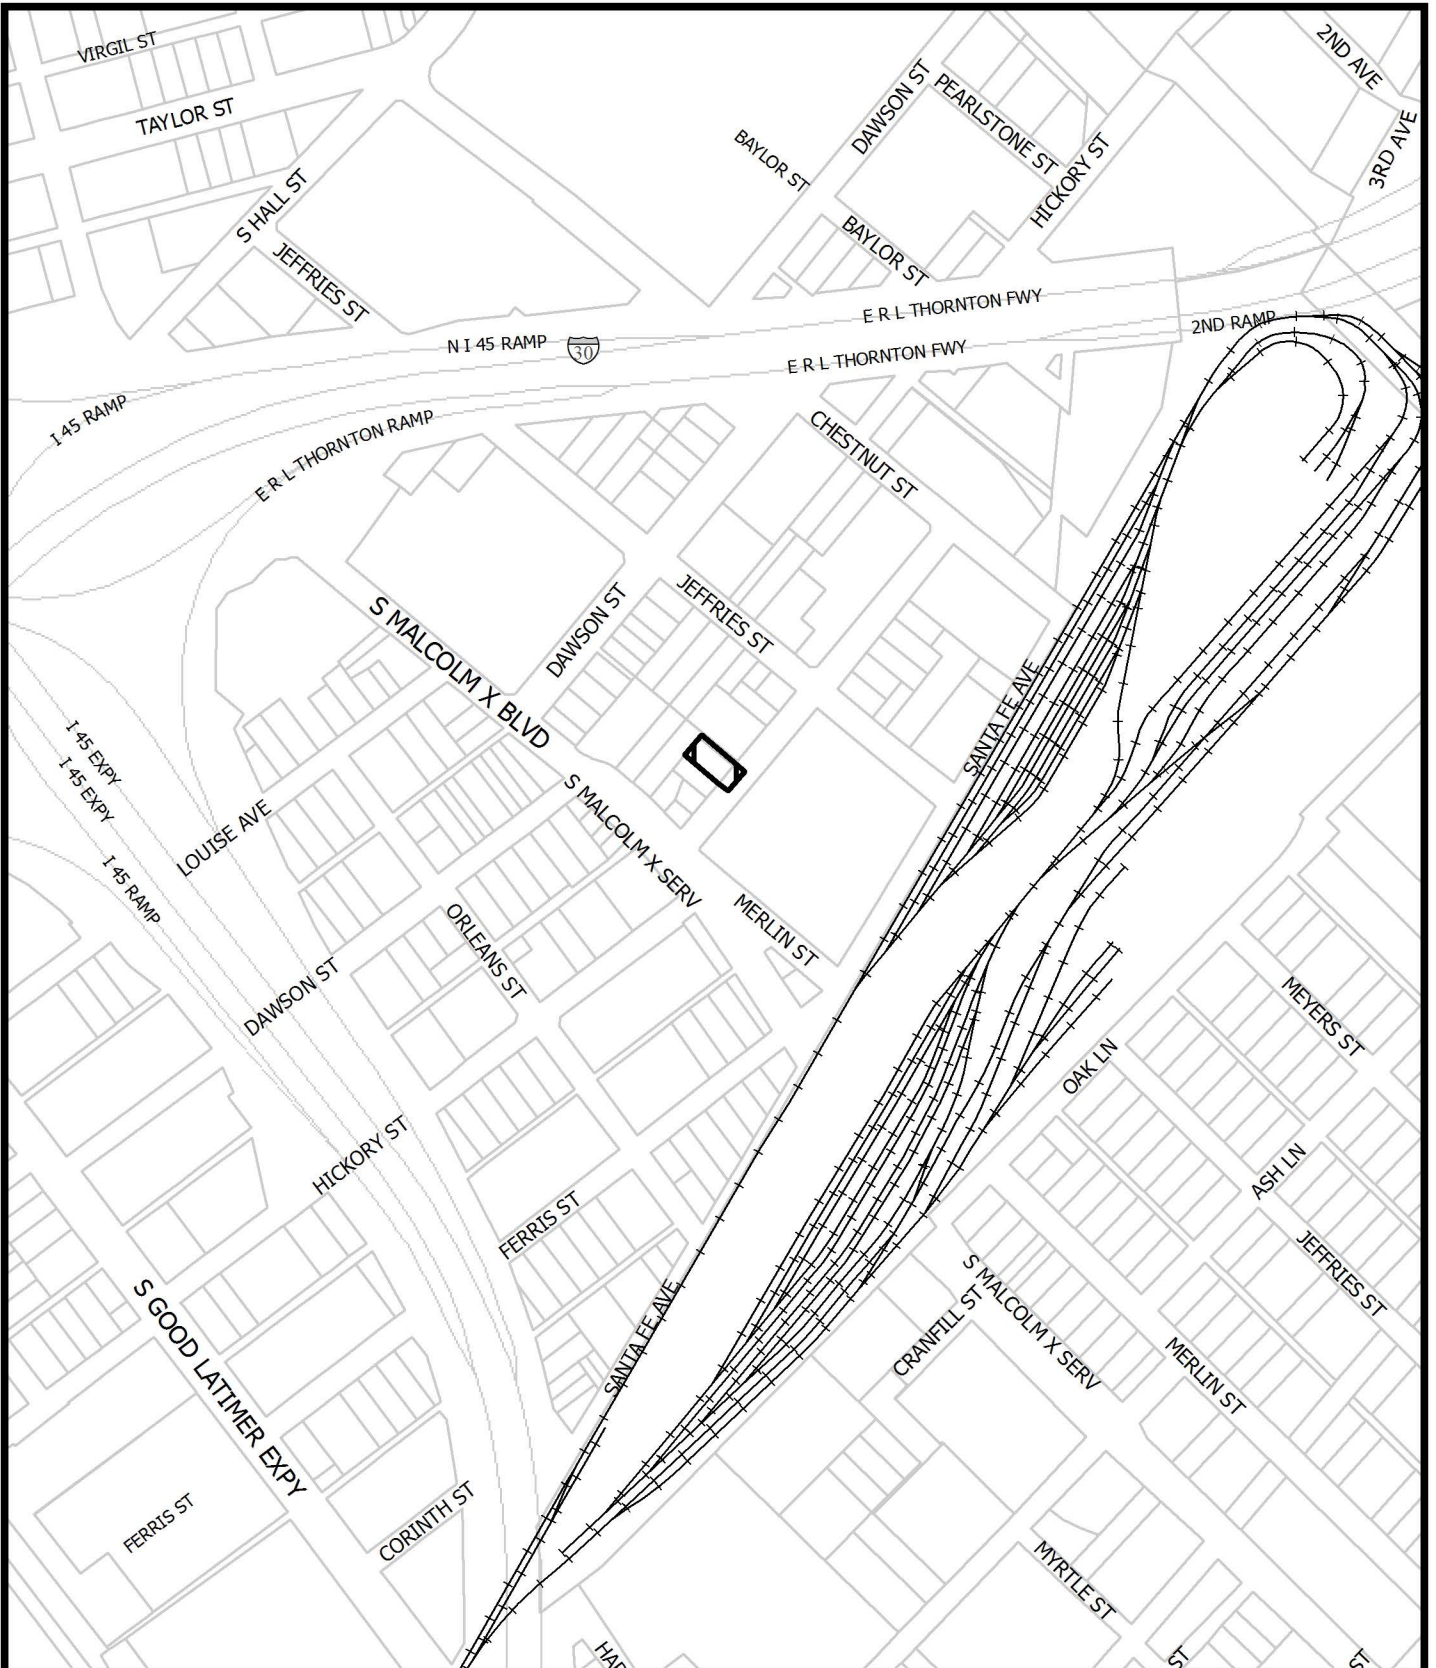 VIRGIL ST
2ND AVE
TAYLOR ST
DAWSON ST
PEARLSTONE ST
3RD AVE
BAYLOR ST
HICKORY ST
S HALL ST
BAYLOR ST
JEFFRIES ST
E R L THORNTON FWY
2ND RAMP
N I 45 RAMP
30
E R L THORNTON FWY
I 45 RAMP
E R L THORNTON RAMP
CHESTNUT ST
S MALCOLM X BLVD
DAWSON ST
JEFFRIES ST
SANTA FE AVE
I 45 EXPY
I 45 EXPY
LOUISE AVE
S MALCOLM X SERV
I 45 RAMP
ORLEANS ST
MERLIN ST
DAWSON ST
MEYERS ST
OAK LN
HICKORY ST
ASH LN
FERRIS ST
JEFFRIES ST
S MALCOLM X SERV
CRANFILL ST
S GOOD LATIMER EXPY
SANTA FE AVE
MERLIN ST
CORINTH ST
FERRIS ST
MYRTLE ST
ST
ST